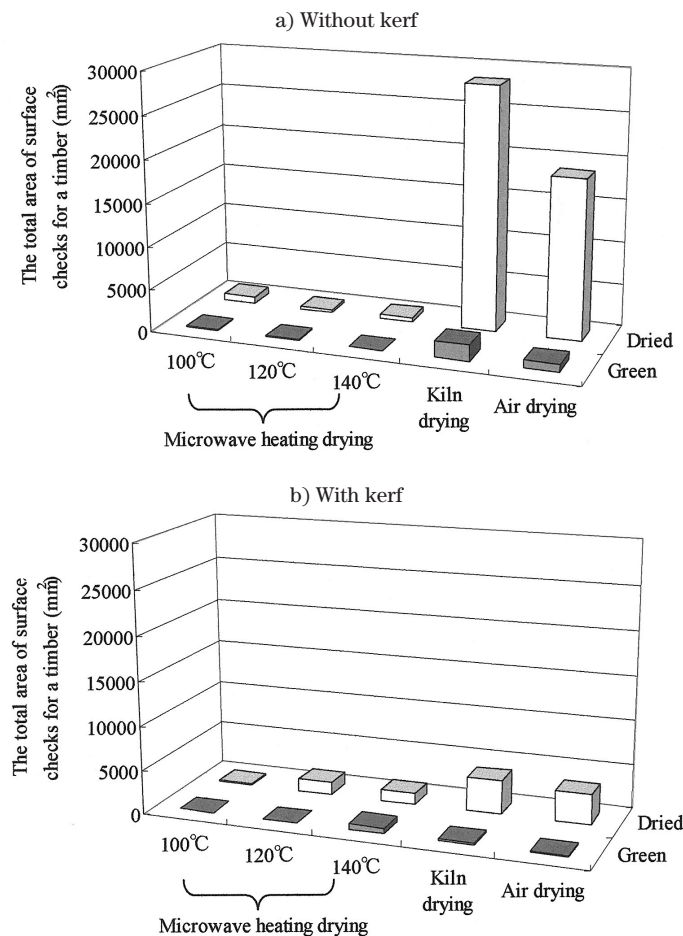 a) Without kerf
The total area of surface
checks for a timber (mm²)
30000
25000
20000
15000
10000
5000
0
100℃
120℃
140℃
Kiln
drying
Air drying
Dried
Green
Microwave heating drying
b) With kerf
The total area of surface
checks for a timber (mm²)
30000
25000
20000
15000
10000
5000
0
100℃
120℃
140℃
Kiln
drying
Air drying
Dried
Green
Microwave heating drying